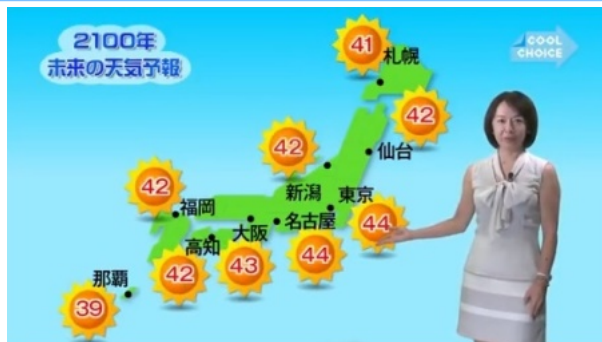 2100年
未来の天気予報
COOL
CHOICE
41
札幌
42
仙台
42
新潟
東京
44
42
福岡
名古屋
44
大阪
43
高知
42
那覇
39